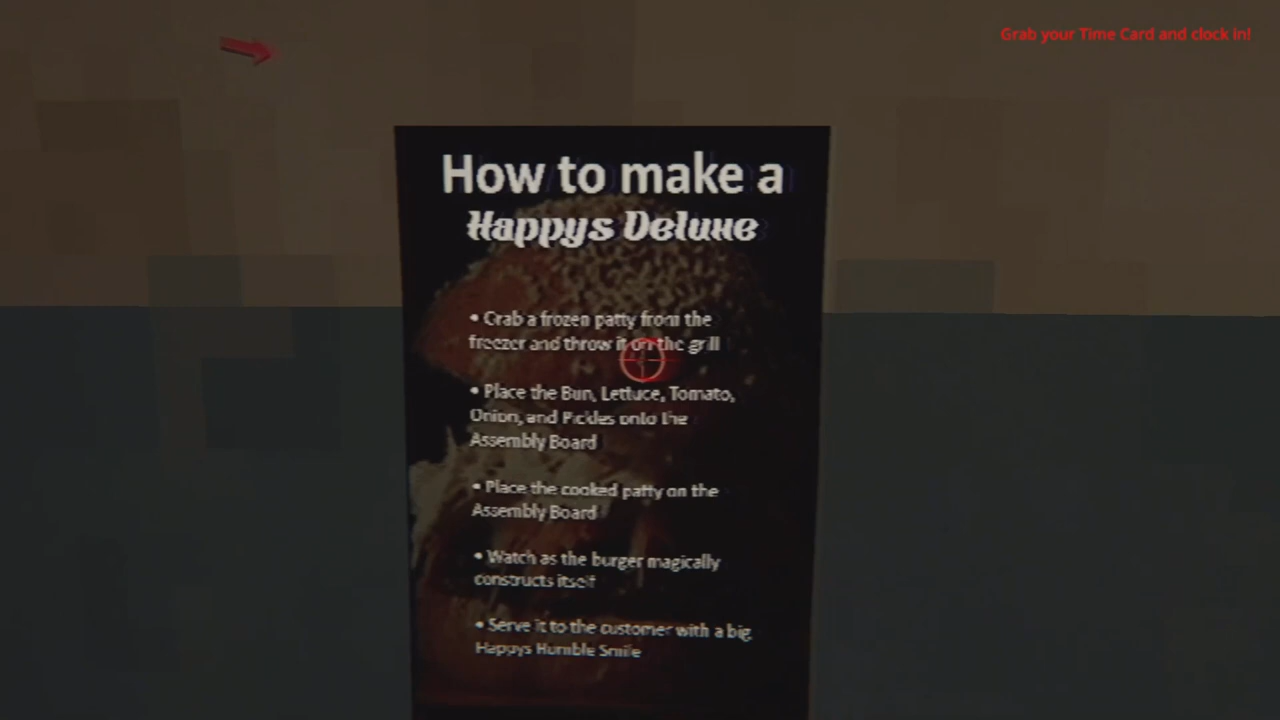 Grab your Time Card and clock in!
How to make a
Happys Deluxe
• Grab a frozen patty from the
freezer and throw it on the grill
• Place the Bun, Lettuce, Tomato,
Onion, and Pickles onto the
Assembly Board
• Place the cooked patty on the
Assembly Board
• Watch as the burger magically
constructs itself
• Serve it to the customer with a big
Happys Humble Smile